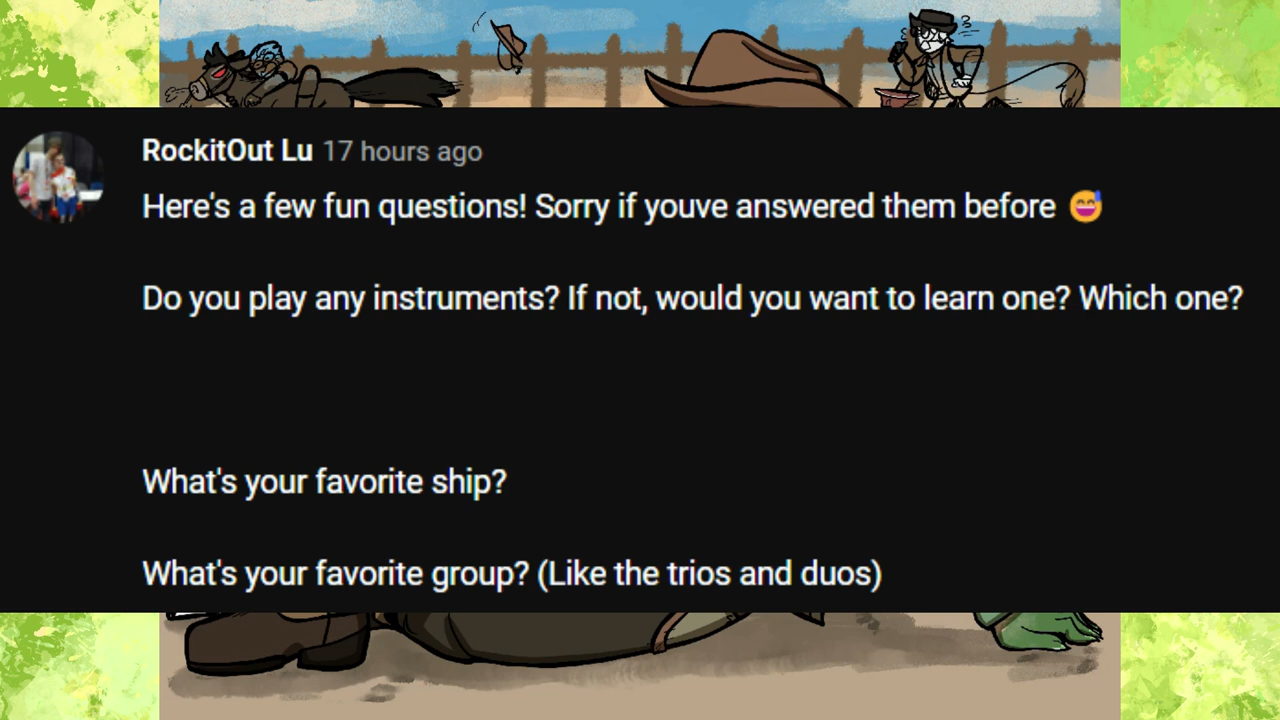 RockitOut Lu 17 hours ago
Here's a few fun questions! Sorry if youve answered them before 😅
Do you play any instruments? If not, would you want to learn one? Which one?
What's your favorite ship?
What's your favorite group? (Like the trios and duos)